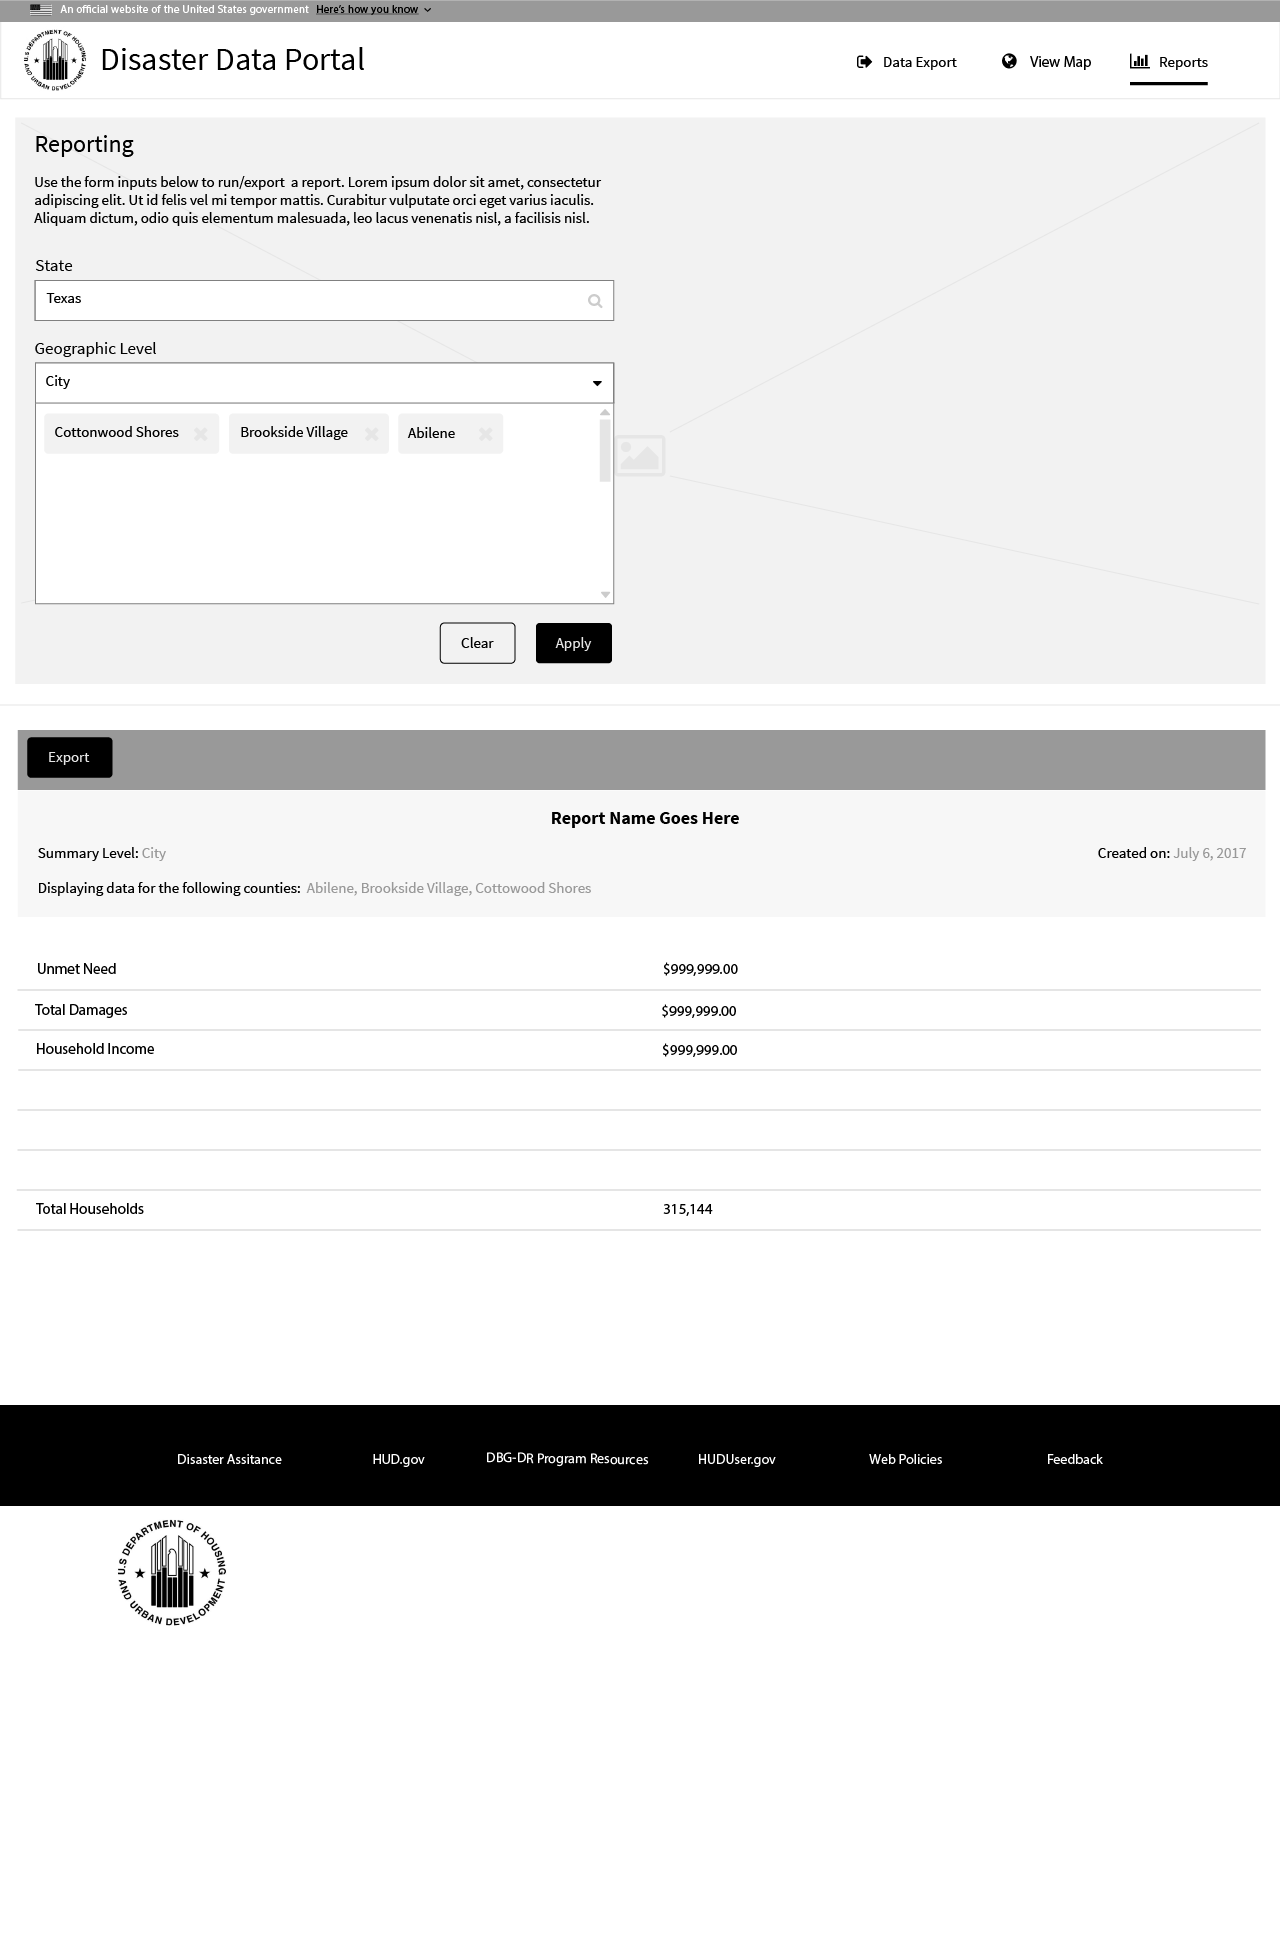 An official website of the United States government Here's how you know
U.S DEPARTMENT OF HOUSING AND URBAN DEVELOPMENT
Disaster Data Portal
Data Export
View Map
Reports
Reporting
Use the form inputs below to run/export a report. Lorem ipsum dolor sit amet, consectetur
adipiscing elit. Ut id felis vel mi tempor mattis. Curabitur vulputate orci eget varius iaculis.
Aliquam dictum, odio quis elementum malesuada, leo lacus venenatis nisl, a facilisis nisl.
State
Texas
Geographic Level
City
Cottonwood Shores Brookside Village Abilene
Clear Apply
Export
Report Name Goes Here
Summary Level: City Created on: July 6, 2017
Displaying data for the following counties: Abilene, Brookside Village, Cottowood Shores
Unmet Need $999,999.00
Total Damages $999,999.00
Household Income $999,999.00
Total Households 315,144
Disaster Assitance HUD.gov DBG-DR Program Resources HUDUser.gov Web Policies Feedback
U.S DEPARTMENT OF HOUSING AND URBAN DEVELOPMENT